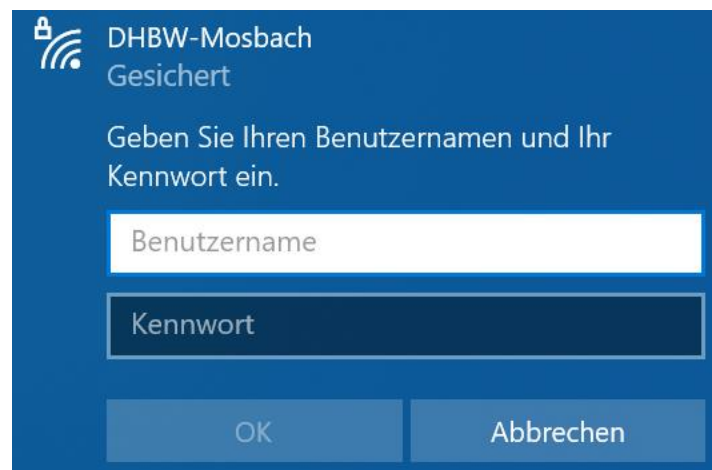 DHBW-Mosbach
Gesichert
Geben Sie Ihren Benutzernamen und Ihr
Kennwort ein.
Benutzername
Kennwort
OK
Abbrechen